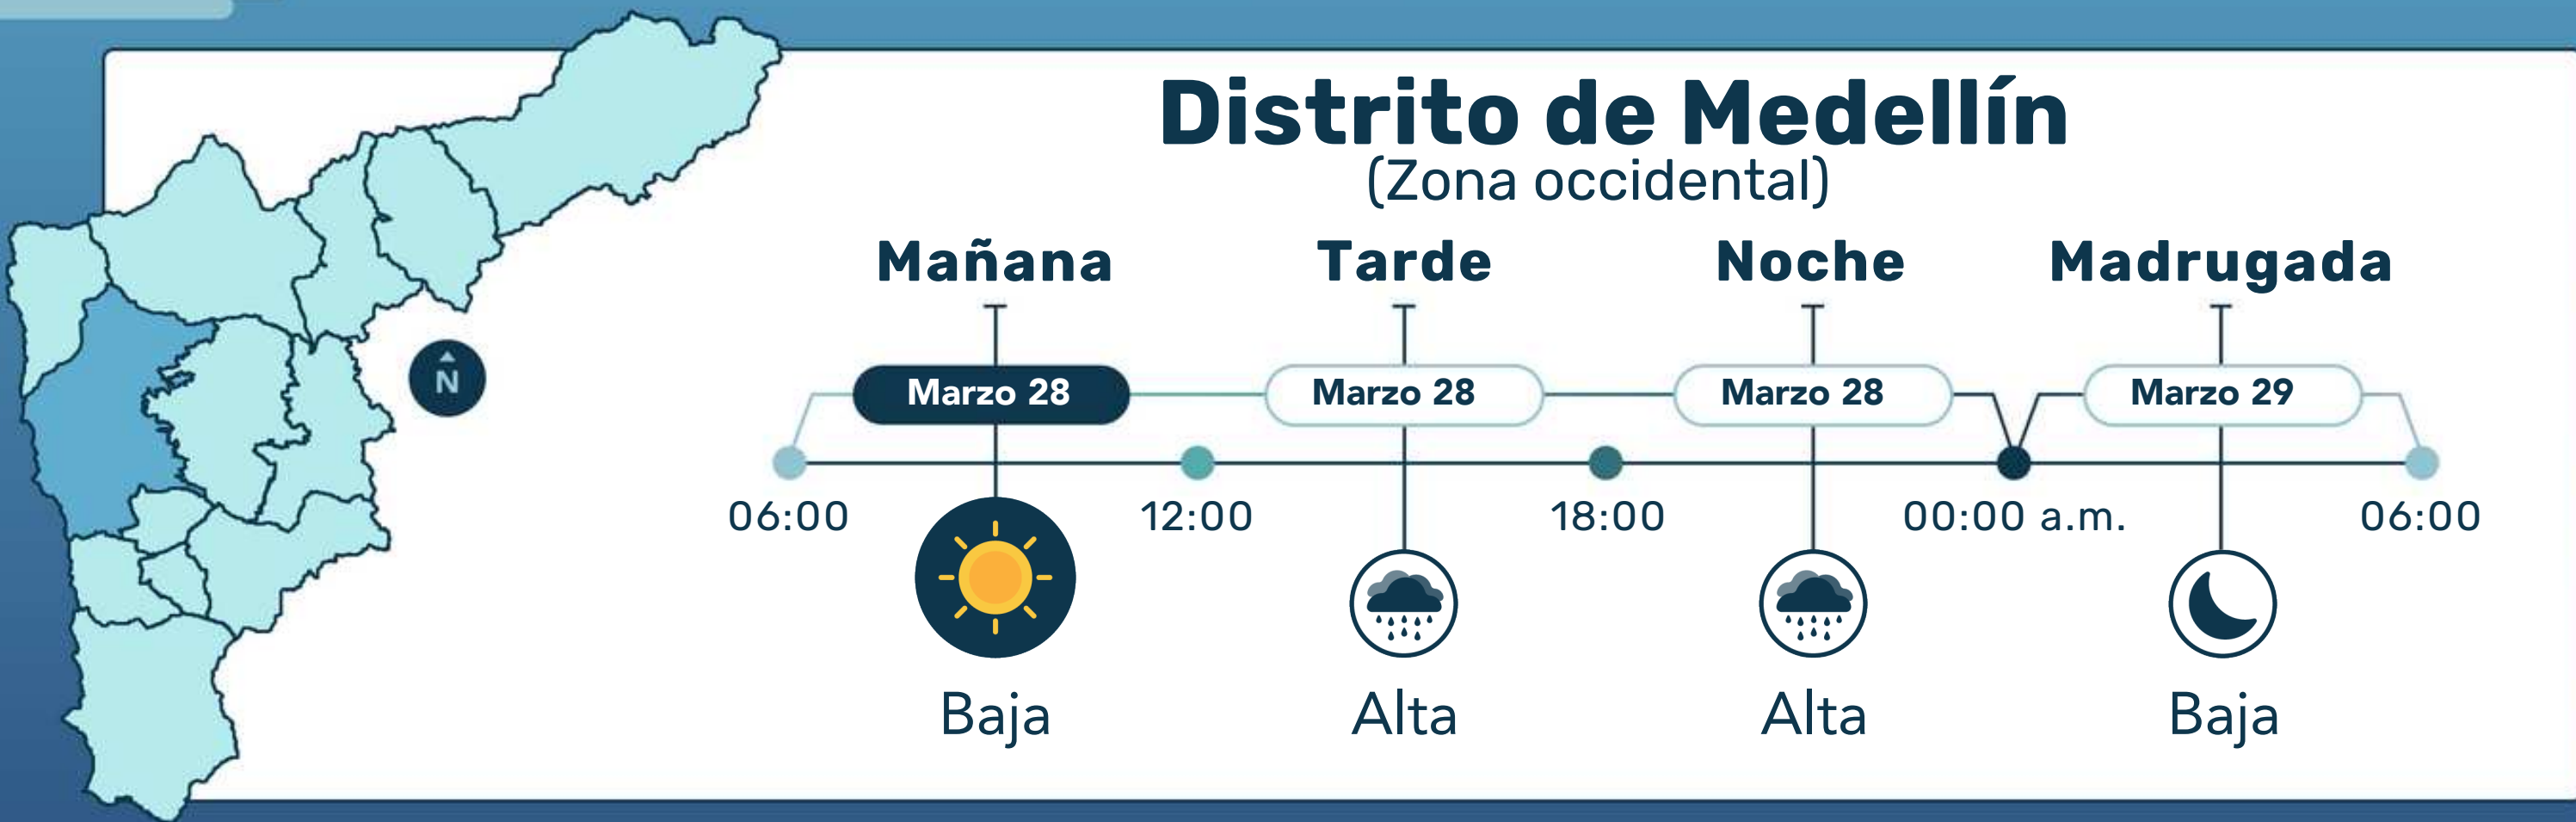 Distrito de Medellín
(Zona occidental)
Mañana Tarde Noche Madrugada
Marzo 28 Marzo 28 Marzo 28 Marzo 29
N
06:00 12:00 18:00 00:00 a.m. 06:00
Baja Alta Alta Baja